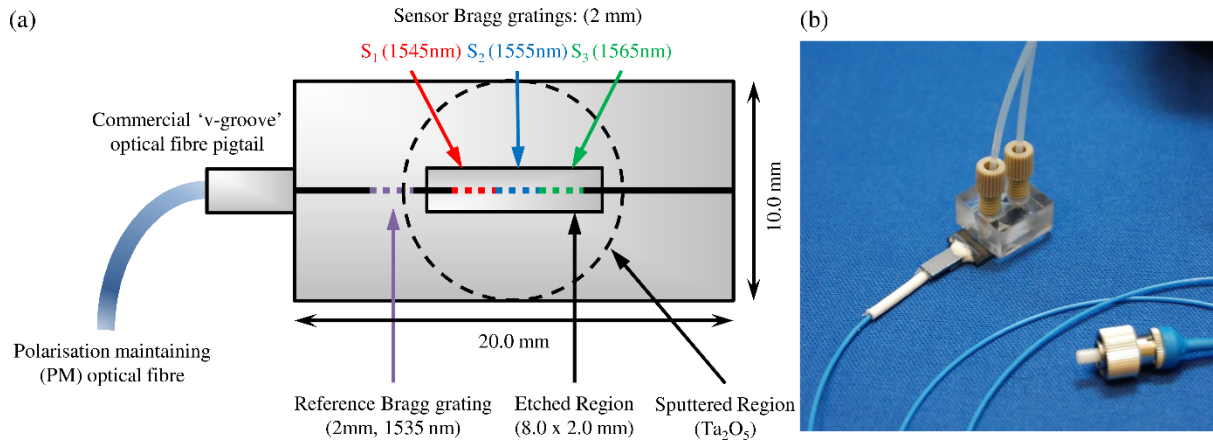 (a)
Sensor Bragg gratings: (2 mm)
S₁ (1545nm) S₂ (1555nm) S₃ (1565nm)
Commercial ‘v-groove’
optical fibre pigtail
10.0 mm
20.0 mm
Polarisation maintaining
(PM) optical fibre
Reference Bragg grating
(2mm, 1535 nm)
Etched Region
(8.0 x 2.0 mm)
Sputtered Region
(Ta₂O₅)
(b)